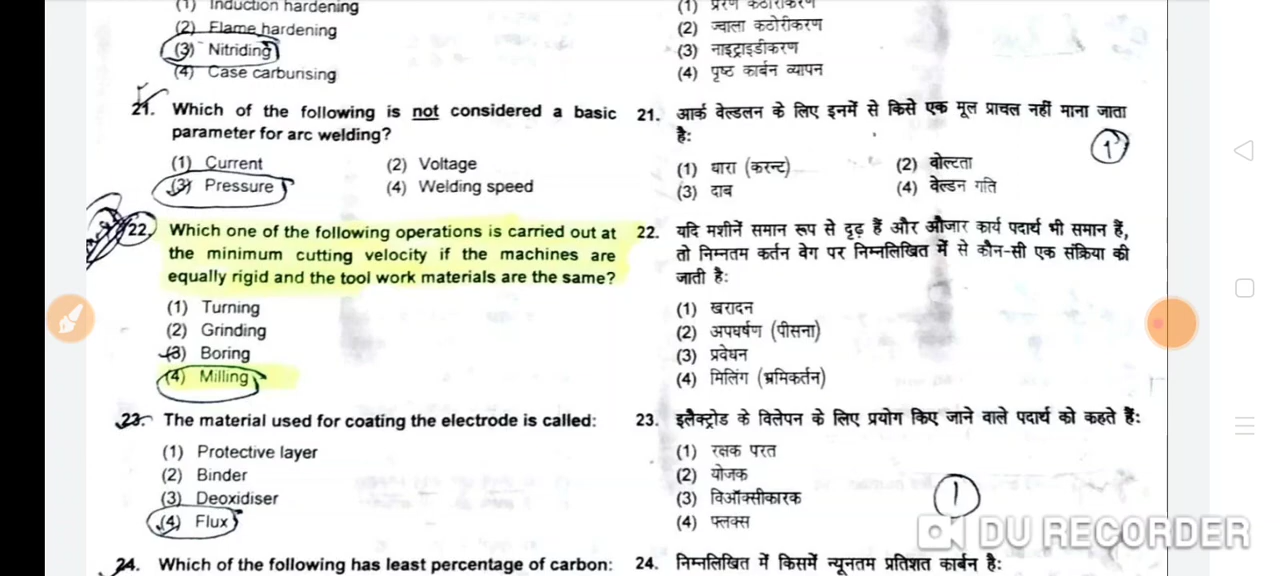 (1) Induction hardening
(2) Flame hardening
(3) Nitriding
(4) Case carburising
21. Which of the following is not considered a basic
parameter for arc welding?
(1) Current (2) Voltage
(3) Pressure (4) Welding speed
22. Which one of the following operations is carried out at
the minimum cutting velocity if the machines are
equally rigid and the tool work materials are the same?
(1) Turning
(2) Grinding
(3) Boring
(4) Milling
23. The material used for coating the electrode is called:
(1) Protective layer
(2) Binder
(3) Deoxidiser
(4) Flux
24. Which of the following has least percentage of carbon:
(1) प्रेरण कठोरीकरण
(2) ज्वाला कठोरीकरण
(3) नाइट्राइडीकरण
(4) पृष्ठ कार्बन व्यापन
21. आर्क वेल्डलन के लिए इनमें से किसे एक मूल प्राचल नहीं माना जाता
है:
(1) धारा (करन्ट) (2) वोल्टता
(3) दाब (4) वेल्डन गति
1
22. यदि मशीनें समान रूप से दृढ़ हैं और औजार कार्य पदार्थ भी समान हैं,
तो निम्नतम कर्तन वेग पर निम्नलिखित में से कौन-सी एक संक्रिया की
जाती है:
(1) खरादन
(2) अपघर्षण (पीसना)
(3) प्रवेधन
(4) मिलिंग (भ्रमिकर्तन)
23. इलैक्ट्रोड के विलेपन के लिए प्रयोग किए जाने वाले पदार्थ को कहते हैं:
(1) रक्षक परत
(2) योजक
(3) विऑक्सीकारक
(4) फ्लक्स
1
24. निम्नलिखित में किसमें न्यूनतम प्रतिशत कार्बन है:
DU RECORDER